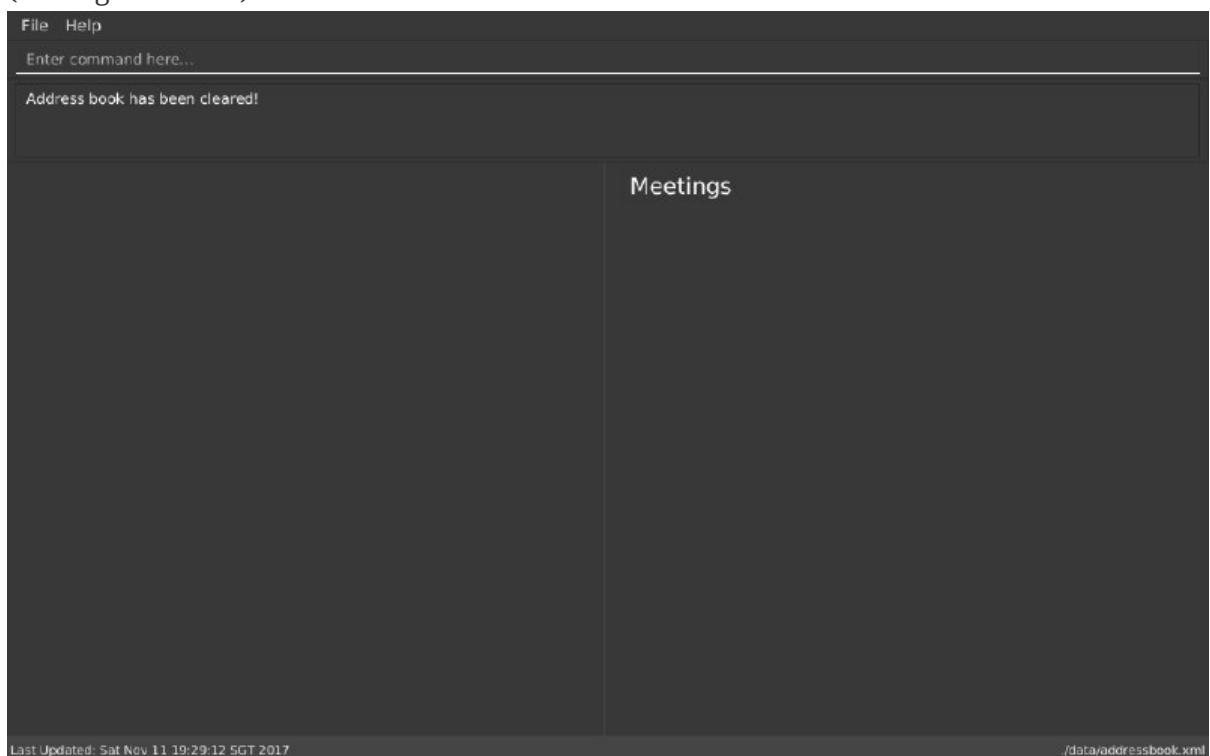 File Help
Enter command here...
Address book has been cleared!
Meetings
Last Updated: Sat Nov 11 19:29:12 SGT 2017
./data/addressbook.xml